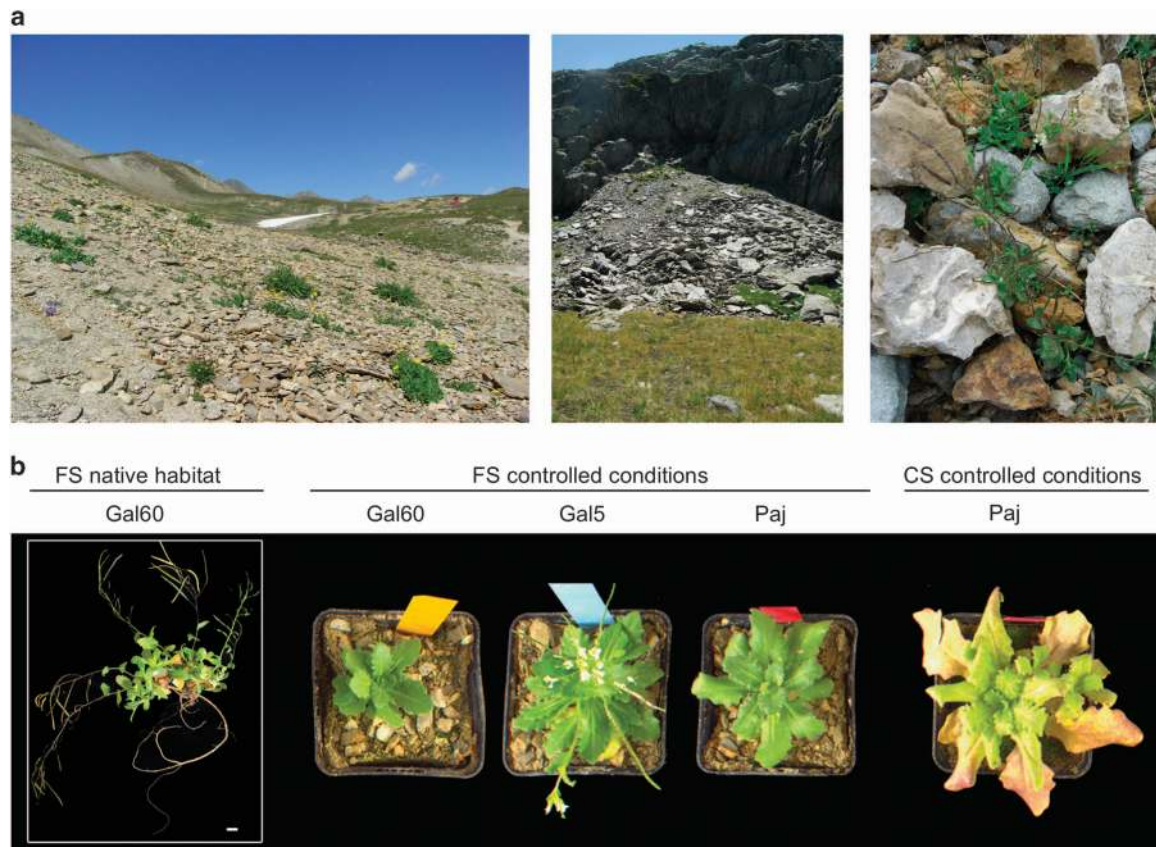 a
b
FS native habitat
FS controlled conditions
CS controlled conditions
Gal60
Gal60
Gal5
Paj
Paj